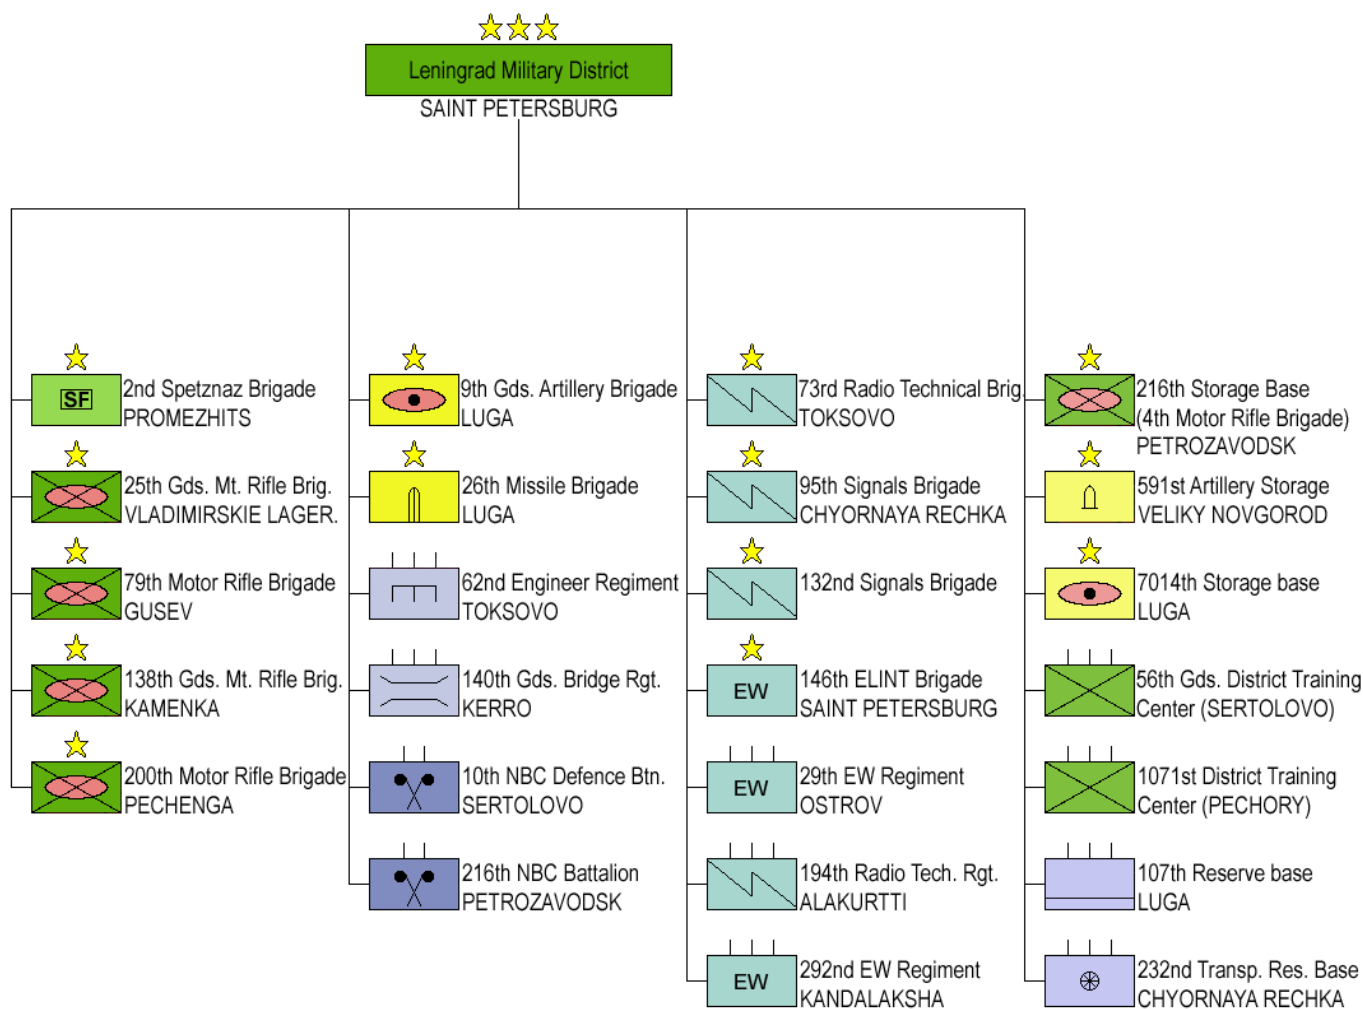 Leningrad Military District
SAINT PETERSBURG
SF
2nd Spetznaz Brigade
PROMEZHITS
25th Gds. Mt. Rifle Brig.
VLADIMIRSKIE LAGER.
79th Motor Rifle Brigade
GUSEV
138th Gds. Mt. Rifle Brig.
KAMENKA
200th Motor Rifle Brigade
PECHENGA
9th Gds. Artillery Brigade
LUGA
26th Missile Brigade
LUGA
62nd Engineer Regiment
TOKSOVO
140th Gds. Bridge Rgt.
KERRO
10th NBC Defence Btn.
SERTOLOVO
216th NBC Battalion
PETROZAVODSK
73rd Radio Technical Brig.
TOKSOVO
95th Signals Brigade
CHYORNAYA RECHKA
132nd Signals Brigade
EW
146th ELINT Brigade
SAINT PETERSBURG
EW
29th EW Regiment
OSTROV
194th Radio Tech. Rgt.
ALAKURTTI
EW
292nd EW Regiment
KANDALAKSHA
216th Storage Base
(4th Motor Rifle Brigade)
PETROZAVODSK
591st Artillery Storage
VELIKY NOVGOROD
7014th Storage base
LUGA
56th Gds. District Training
Center (SERTOLOVO)
1071st District Training
Center (PECHORY)
107th Reserve base
LUGA
232nd Transp. Res. Base
CHYORNAYA RECHKA